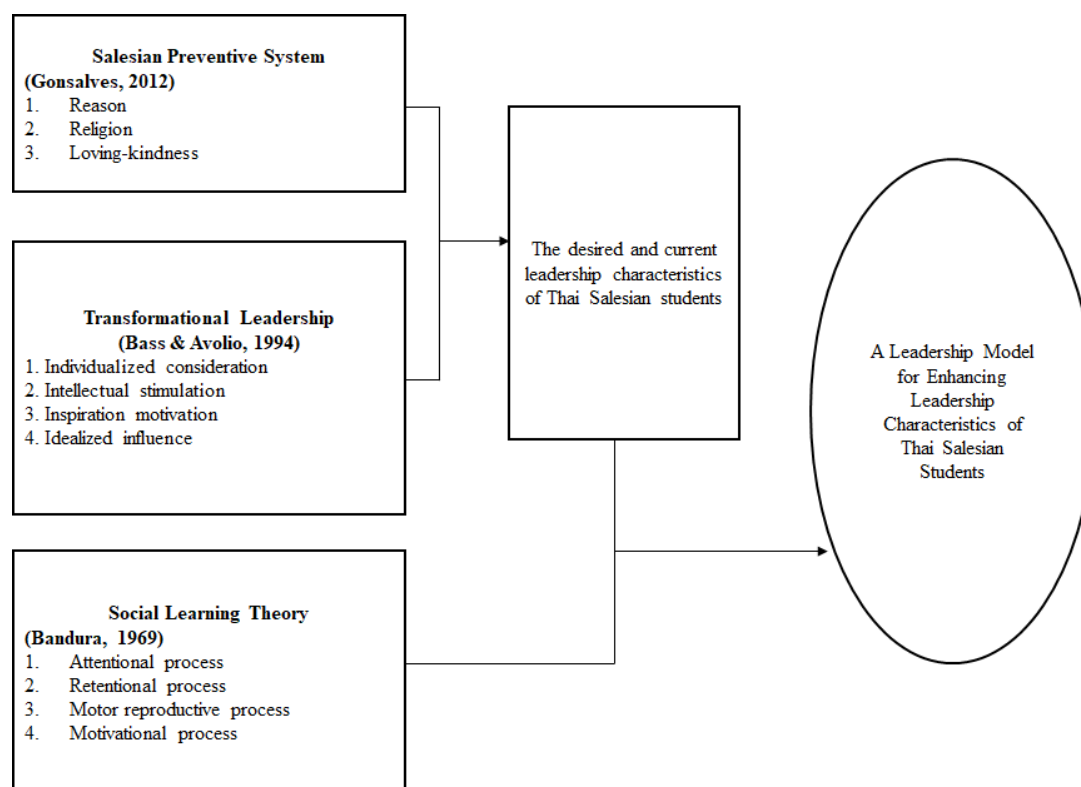 Salesian Preventive System
(Gonsalves, 2012)
1. Reason
2. Religion
3. Loving-kindness
Transformational Leadership
(Bass & Avolio, 1994)
1. Individualized consideration
2. Intellectual stimulation
3. Inspiration motivation
4. Idealized influence
Social Learning Theory
(Bandura, 1969)
1. Attentional process
2. Retentional process
3. Motor reproductive process
4. Motivational process
The desired and current
leadership characteristics
of Thai Salesian students
A Leadership Model
for Enhancing
Leadership
Characteristics of
Thai Salesian
Students